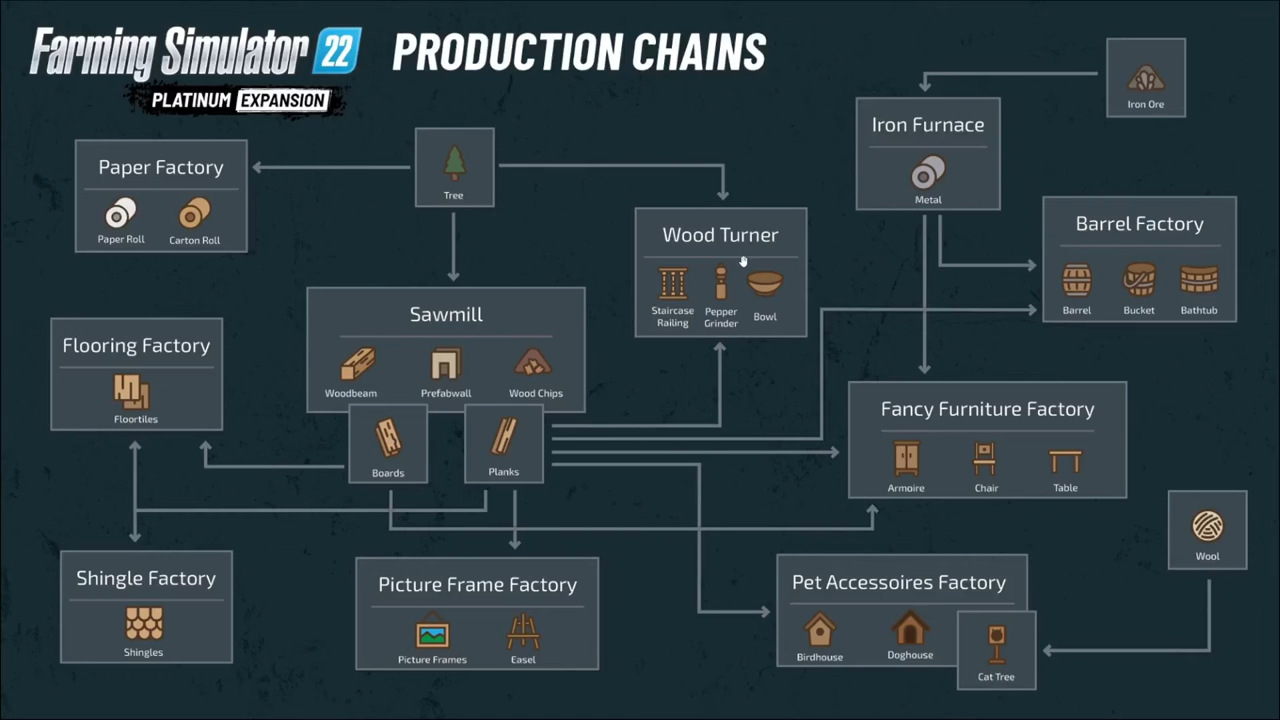 Farming Simulator 22
PLATINUM EXPANSION
PRODUCTION CHAINS
Iron Ore
Iron Furnace
Metal
Paper Factory
Paper Roll
Carton Roll
Tree
Wood Turner
Staircase
Railing
Pepper
Grinder
Bowl
Barrel Factory
Barrel
Bucket
Bathtub
Sawmill
Woodbeam
Prefabwall
Wood Chips
Boards
Planks
Flooring Factory
Floortiles
Fancy Furniture Factory
Armoire
Chair
Table
Wool
Shingle Factory
Shingles
Picture Frame Factory
Picture Frames
Easel
Pet Accessoires Factory
Birdhouse
Doghouse
Cat Tree